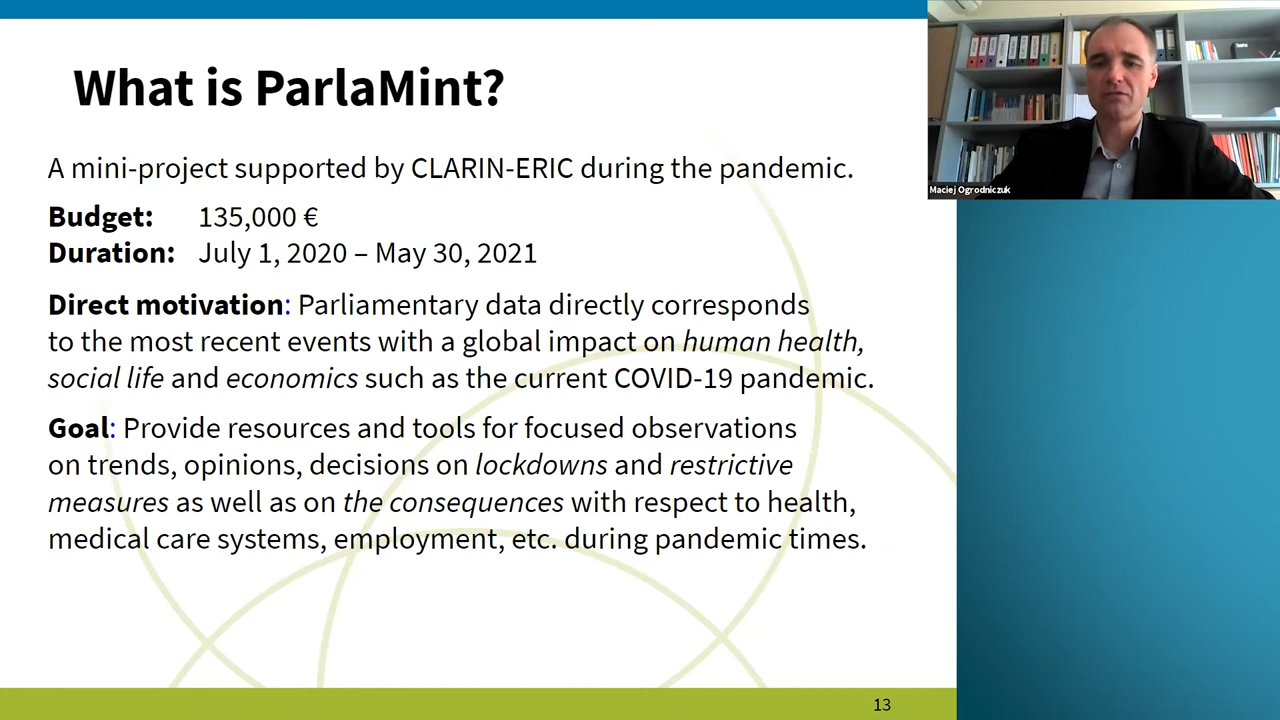 What is ParlaMint?
A mini-project supported by CLARIN-ERIC during the pandemic.
Budget: 135,000 €
Duration: July 1, 2020 – May 30, 2021
Direct motivation: Parliamentary data directly corresponds
to the most recent events with a global impact on human health,
social life and economics such as the current COVID-19 pandemic.
Goal: Provide resources and tools for focused observations
on trends, opinions, decisions on lockdowns and restrictive
measures as well as on the consequences with respect to health,
medical care systems, employment, etc. during pandemic times.
13
Maciej Ogrodniczuk